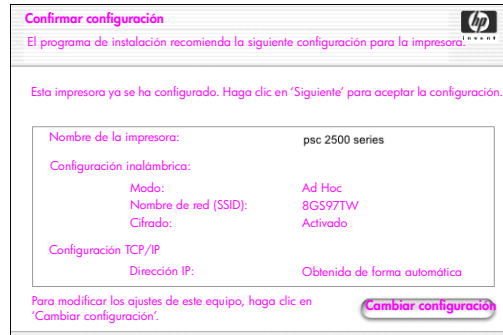 Confirmar configuración
hp
invent
El programa de instalación recomienda la siguiente configuración para la impresora.
Esta impresora ya se ha configurado. Haga clic en ‘Siguiente’ para aceptar la configuración.
Nombre de la impresora: psc 2500 series
Configuración inalámbrica:
Modo: Ad Hoc
Nombre de red (SSID): 8GS97TW
Cifrado: Activado
Configuración TCP/IP
Dirección IP: Obtenida de forma automática
Para modificar los ajustes de este equipo, haga clic en
‘Cambiar configuración’.
Cambiar configuración